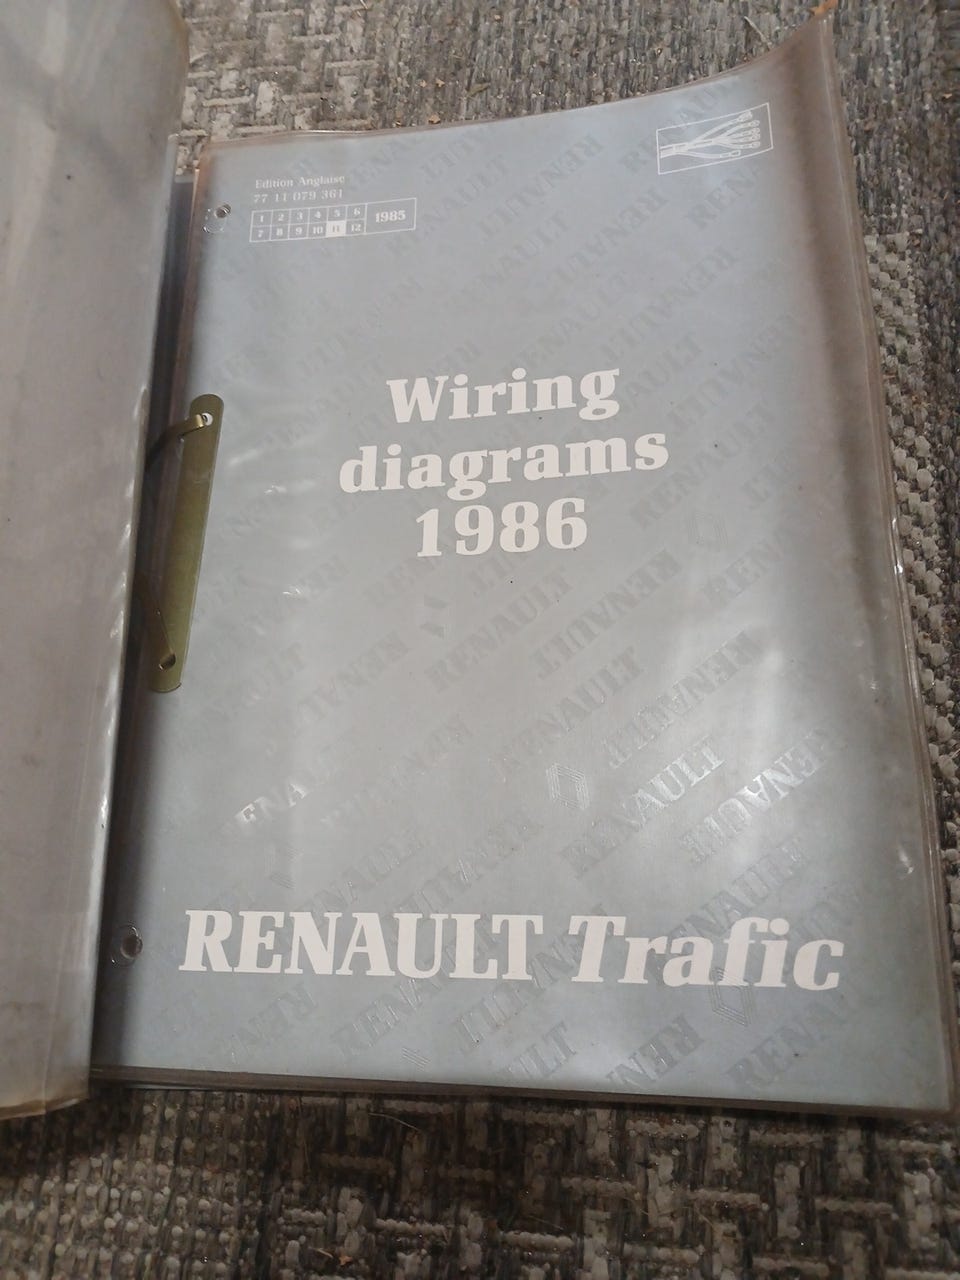 Edition Anglaise
77 11 079 361
1 2 3 4 5 6 1985
7 8 9 10 11 12
Wiring
diagrams
1986
RENAULT Trafic